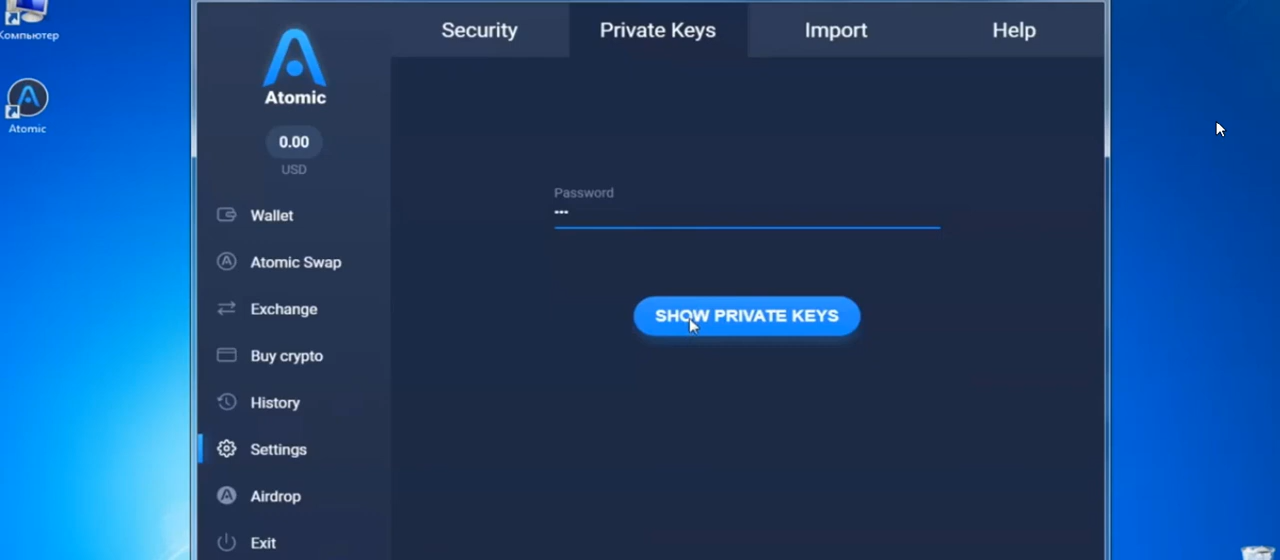 Компьютер
Atomic
Atomic
0.00
USD
Wallet
Atomic Swap
Exchange
Buy crypto
History
Settings
Airdrop
Exit
Security
Private Keys
Import
Help
Password
SHOW PRIVATE KEYS